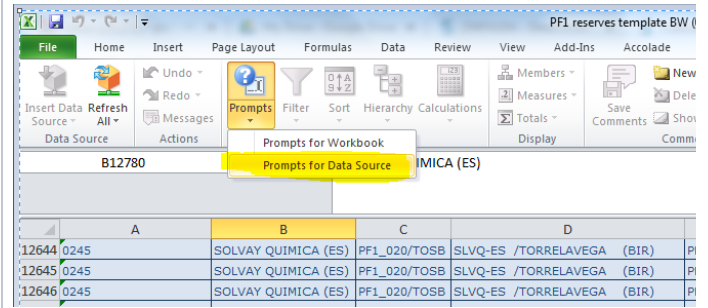 PF1 reserves template BW (
File Home Insert Page Layout Formulas Data Review View Add-Ins Accolade
Insert Data Source Refresh All Undo Redo Messages Prompts Filter Sort Hierarchy Calculations Members Measures Totals Save Comments New Dele Show
Data Source Actions Display Comme
Prompts for Workbook
Prompts for Data Source
B12780 IMICA (ES)
A B C D
12644 0245 SOLVAY QUIMICA (ES) PF1_020/TOSB SLVQ-ES /TORRELAVEGA (BIR)
12645 0245 SOLVAY QUIMICA (ES) PF1_020/TOSB SLVQ-ES /TORRELAVEGA (BIR)
12646 0245 SOLVAY QUIMICA (ES) PF1_020/TOSB SLVQ-ES /TORRELAVEGA (BIR)